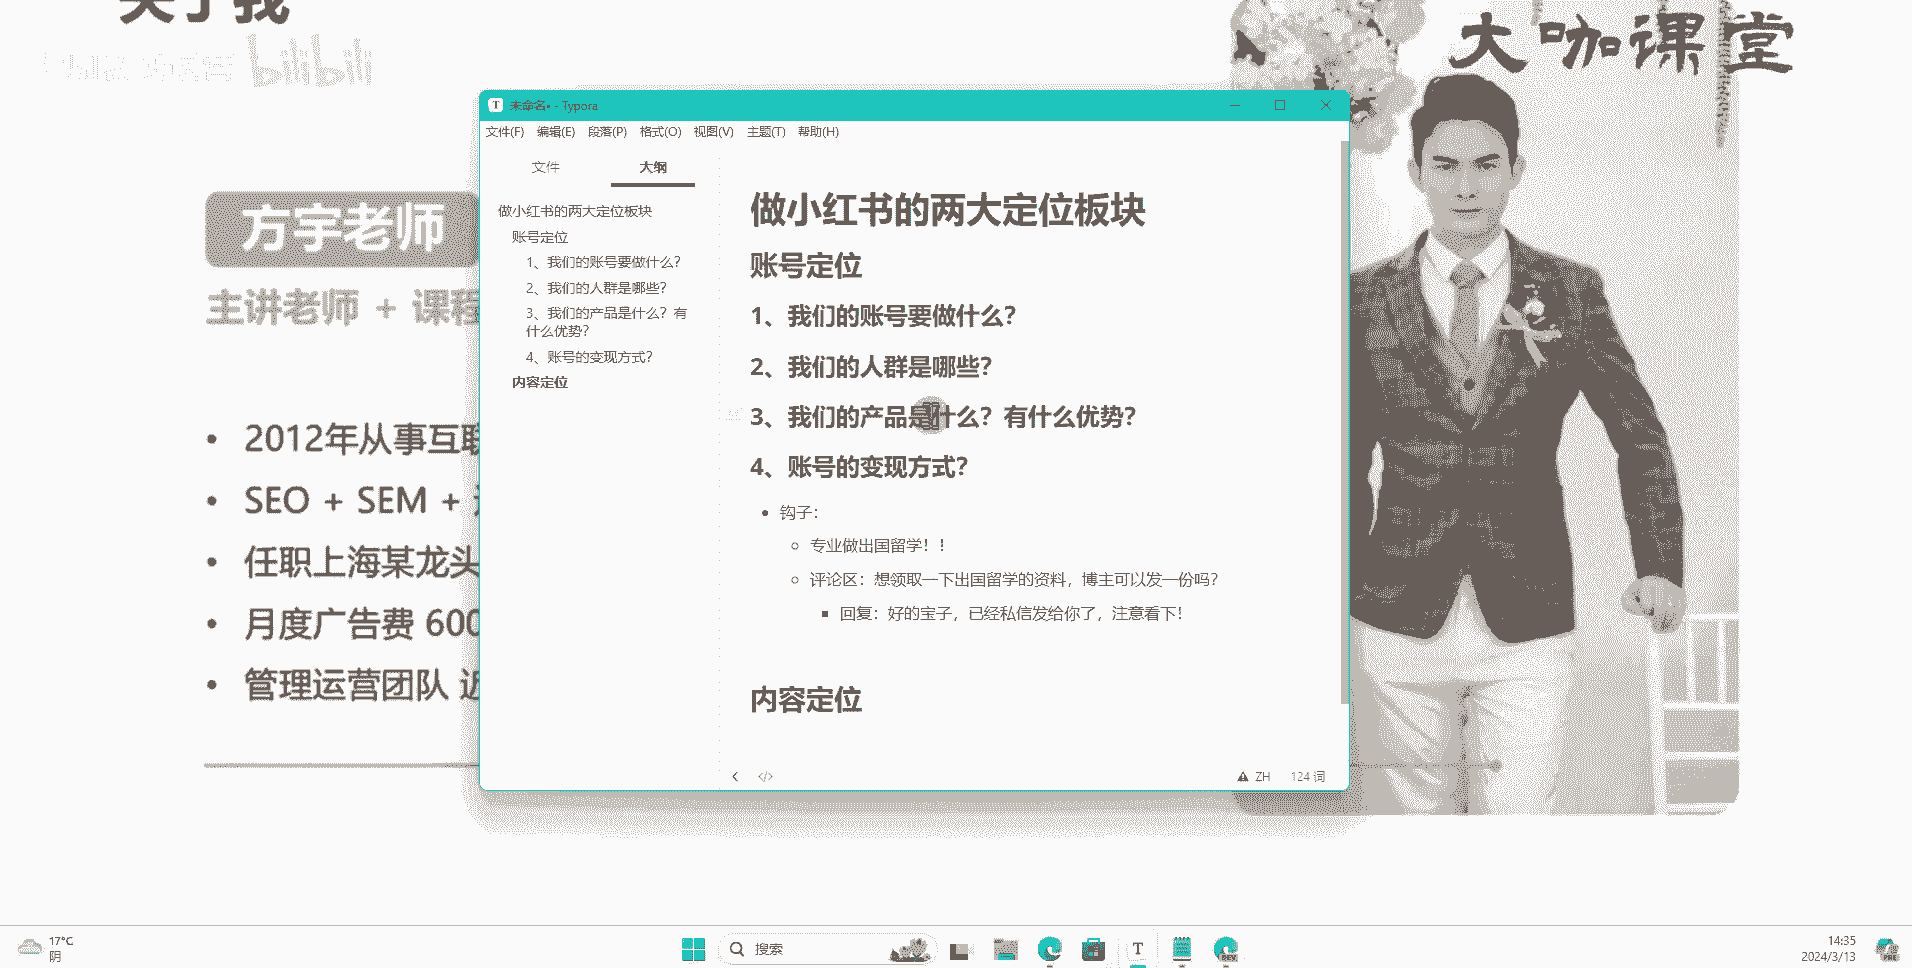 关于我
bilibili
大咖课堂
方宇老师
主讲老师 + 课程
• 2012年从事互联
• SEO + SEM +
• 任职上海某龙头
• 月度广告费 600
• 管理运营团队 近
未命名• - Typora
文件(F) 编辑(E) 段落(P) 格式(O) 视图(V) 主题(T) 帮助(H)
文件 大纲
做小红书的两大定位板块
账号定位
1、我们的账号要做什么？
2、我们的人群是哪些？
3、我们的产品是什么？有
什么优势？
4、账号的变现方式？
内容定位
做小红书的两大定位板块
账号定位
1、我们的账号要做什么？
2、我们的人群是哪些？
3、我们的产品是什么？有什么优势？
4、账号的变现方式？
• 钩子：
专业做出国留学！！
评论区：想领取一下出国留学的资料，博主可以发一份吗？
回复：好的宝子，已经私信发给你了，注意看下！
内容定位
</> ZH 124 词
17°C
阴
搜索
T
DEV
14:35
2024/3/13
PRE